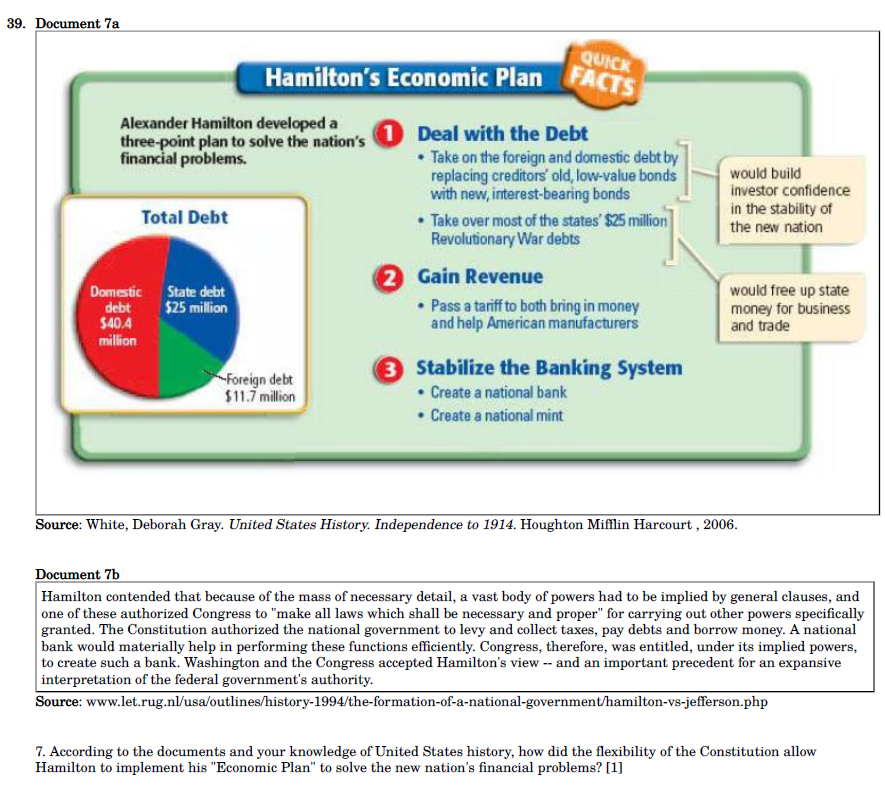 39. Document 7a
Hamilton's Economic Plan
QUICK
FACTS
Alexander Hamilton developed a
three-point plan to solve the nation's
financial problems.
Total Debt
Domestic
debt
$40.4
million
State debt
$25 million
Foreign debt
$11.7 million
1 Deal with the Debt
• Take on the foreign and domestic debt by
replacing creditors' old, low-value bonds
with new, interest-bearing bonds
• Take over most of the states' $25 million
Revolutionary War debts
would build
investor confidence
in the stability of
the new nation
would free up state
money for business
and trade
2 Gain Revenue
• Pass a tariff to both bring in money
and help American manufacturers
3 Stabilize the Banking System
• Create a national bank
• Create a national mint
Source: White, Deborah Gray. United States History. Independence to 1914. Houghton Mifflin Harcourt , 2006.
Document 7b
Hamilton contended that because of the mass of necessary detail, a vast body of powers had to be implied by general clauses, and
one of these authorized Congress to "make all laws which shall be necessary and proper" for carrying out other powers specifically
granted. The Constitution authorized the national government to levy and collect taxes, pay debts and borrow money. A national
bank would materially help in performing these functions efficiently. Congress, therefore, was entitled, under its implied powers,
to create such a bank. Washington and the Congress accepted Hamilton's view -- and an important precedent for an expansive
interpretation of the federal government's authority.
Source: www.let.rug.nl/usa/outlines/history-1994/the-formation-of-a-national-government/hamilton-vs-jefferson.php
7. According to the documents and your knowledge of United States history, how did the flexibility of the Constitution allow
Hamilton to implement his "Economic Plan" to solve the new nation's financial problems? [1]